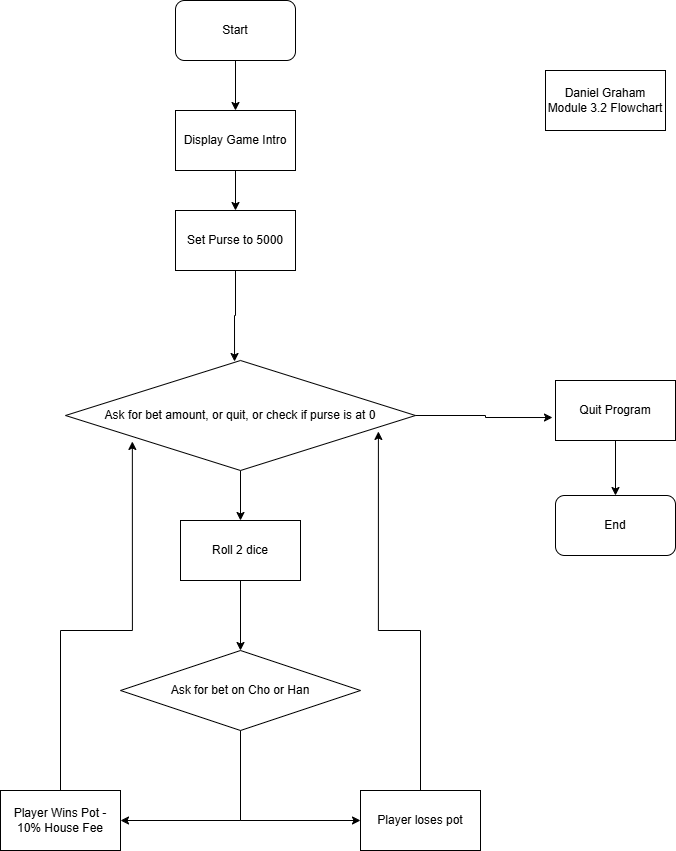 Start
Daniel Graham
Module 3.2 Flowchart
Display Game Intro
Set Purse to 5000
Ask for bet amount, or quit, or check if purse is at 0
Quit Program
End
Roll 2 dice
Ask for bet on Cho or Han
Player Wins Pot -
10% House Fee
Player loses pot